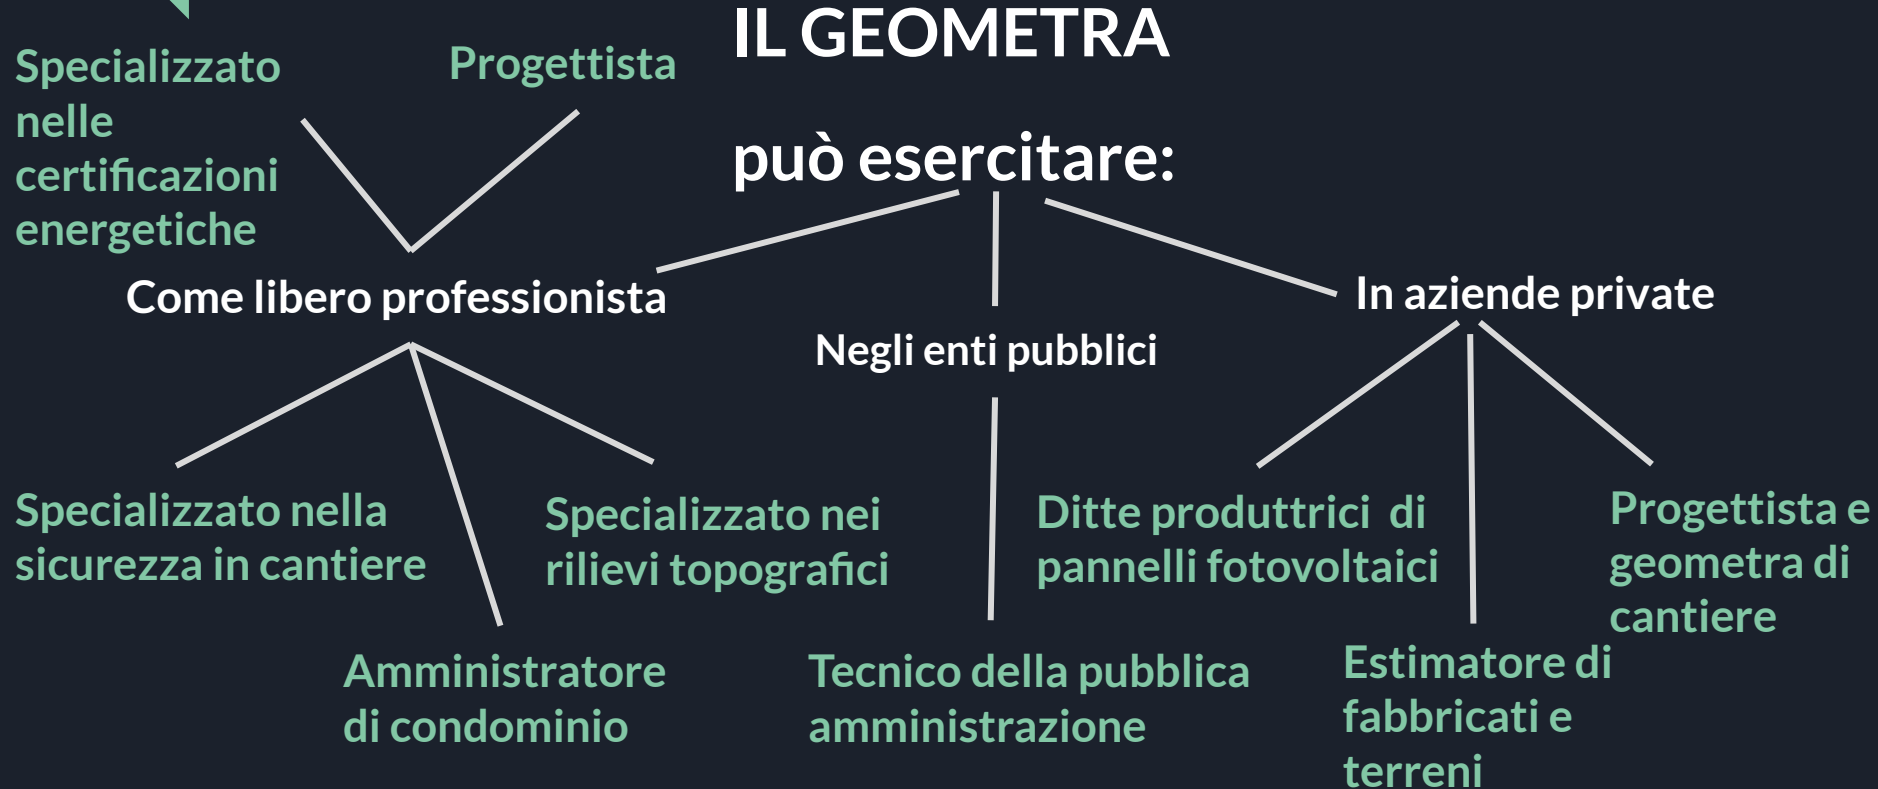 IL GEOMETRA
può esercitare:
Specializzato
nelle
certificazioni
energetiche
Progettista
Come libero professionista
Negli enti pubblici
In aziende private
Specializzato nella
sicurezza in cantiere
Amministratore
di condominio
Specializzato nei
rilievi topografici
Tecnico della pubblica
amministrazione
Ditte produttrici  di
pannelli fotovoltaici
Estimatore di
fabbricati e
terreni
Progettista e
geometra di
cantiere